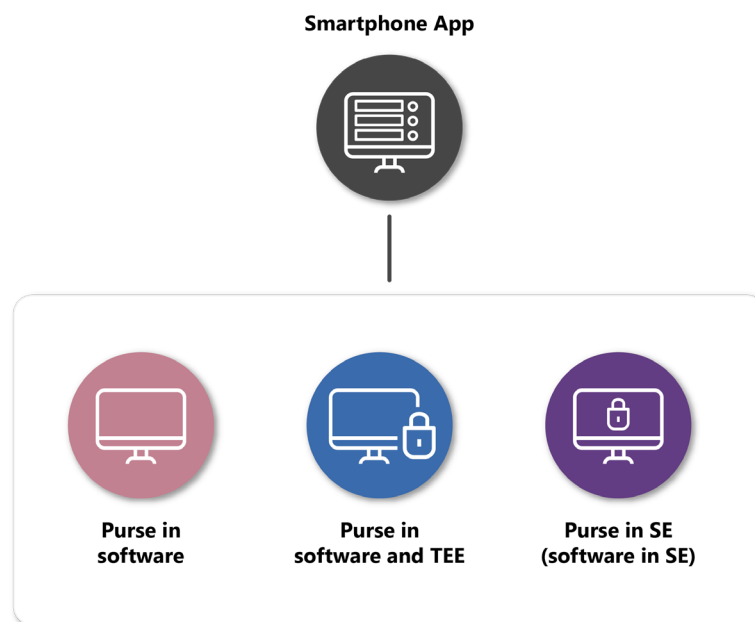 Smartphone App
Purse in
software
Purse in
software and TEE
Purse in SE
(software in SE)